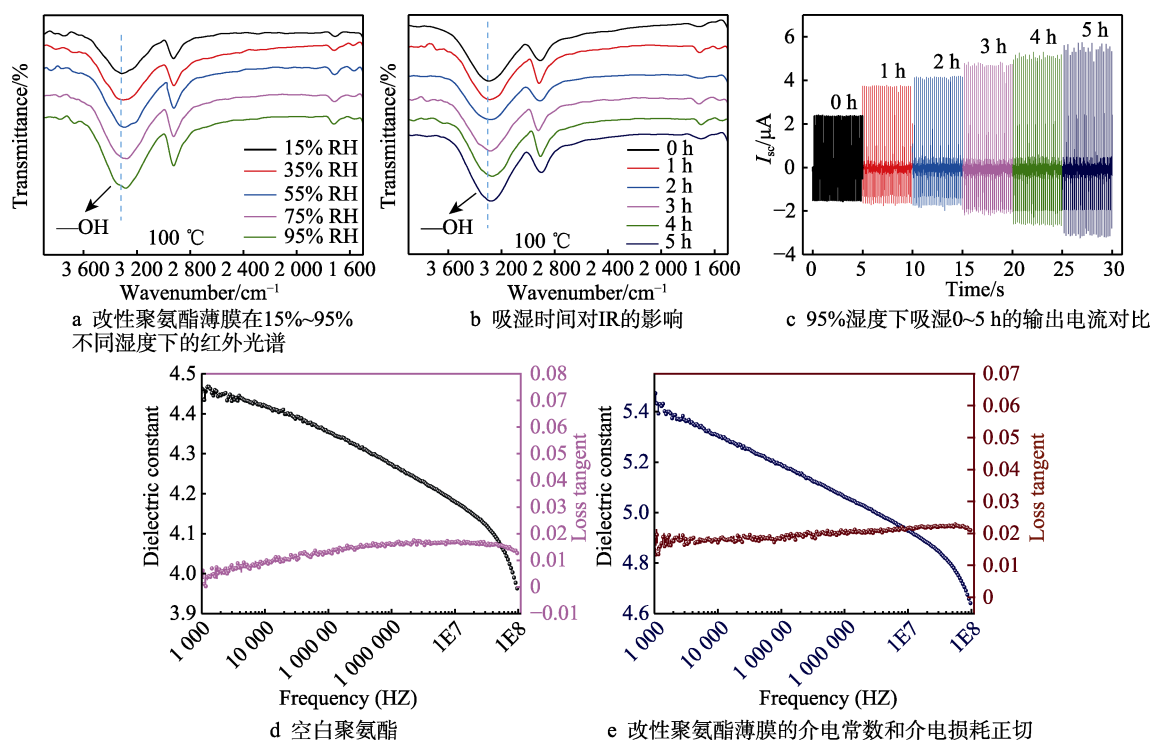 Transmittance/%
15% RH
35% RH
55% RH
75% RH
95% RH
—OH
100 ℃
3 600 3 200 2 800 2 400 2 000 1 600
Wavenumber/cm⁻¹
a 改性聚氨酯薄膜在15%~95%
不同湿度下的红外光谱
Transmittance/%
0 h
1 h
2 h
3 h
4 h
5 h
—OH
100 ℃
3 600 3 200 2 800 2 400 2 000 1 600
Wavenumber/cm⁻¹
b 吸湿时间对IR的影响
Isc/μA
6
4
2
0
−2
−4
0 h
1 h
2 h
3 h
4 h
5 h
0 5 10 15 20 25 30
Time/s
c 95%湿度下吸湿0~5 h的输出电流对比
Dielectric constant
4.5
4.4
4.3
4.2
4.1
4.0
3.9
0.08
0.07
0.06
0.05
0.04
0.03
0.02
0.01
0
−0.01
Loss tangent
1 000 10 000 1 000 00 1 000 000 1E7 1E8
Frequency (HZ)
d 空白聚氨酯
Dielectric constant
5.4
5.2
5.0
4.8
4.6
0.07
0.06
0.05
0.04
0.03
0.02
0.01
0
Loss tangent
1 000 10 000 1 000 00 1 000 000 1E7 1E8
Frequency (HZ)
e 改性聚氨酯薄膜的介电常数和介电损耗正切